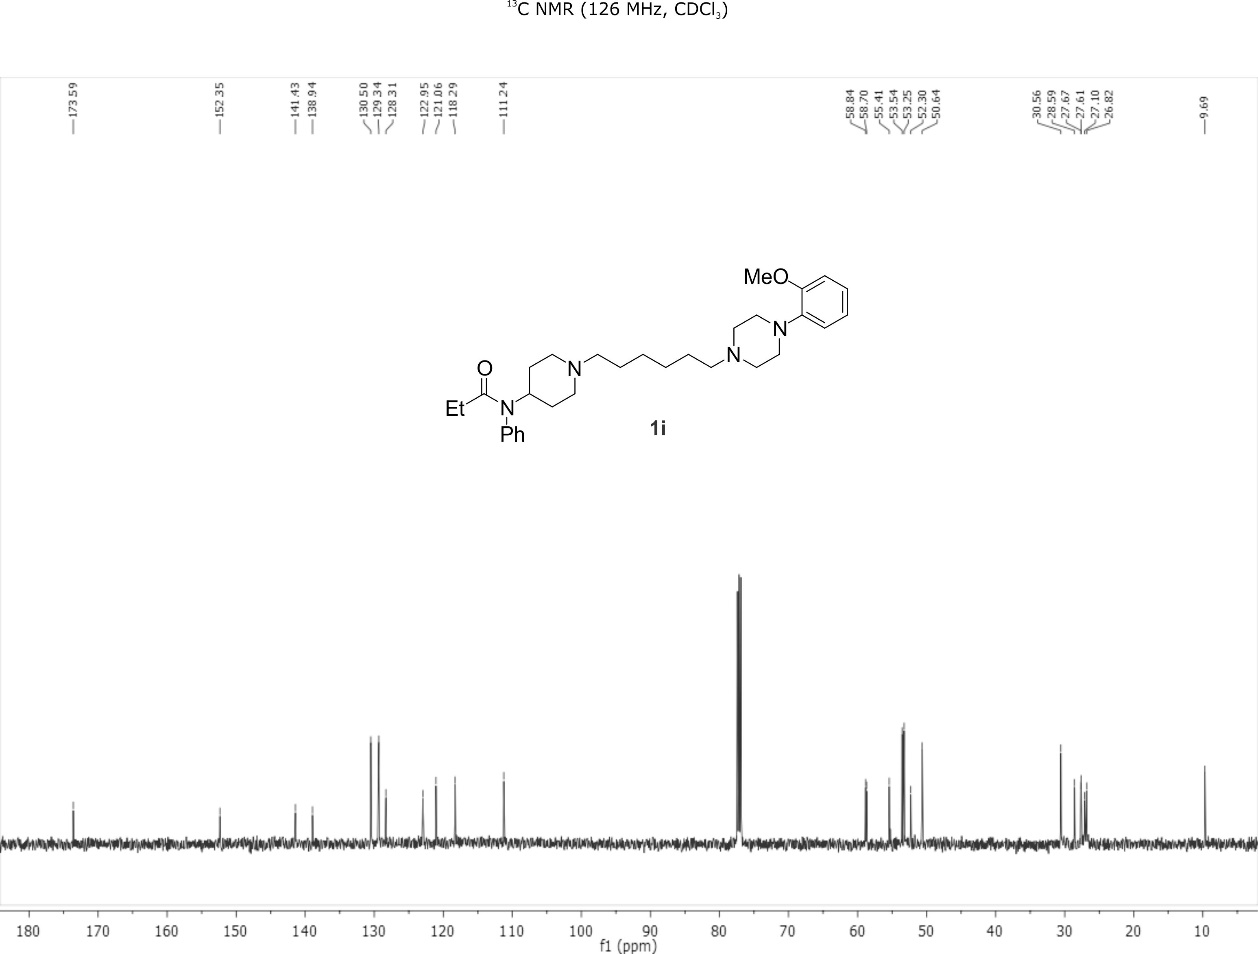 ¹³C NMR (126 MHz, CDCl₃)
173.59
152.35
141.43
138.94
130.50
129.34
128.31
122.95
121.06
118.29
111.24
58.84
58.70
55.41
53.54
53.25
52.30
50.64
30.56
28.59
27.67
27.61
27.10
26.82
9.69
MeO
N
N
N
O
Et
N
Ph
1i
180 170 160 150 140 130 120 110 100 90 80 70 60 50 40 30 20 10
f1 (ppm)